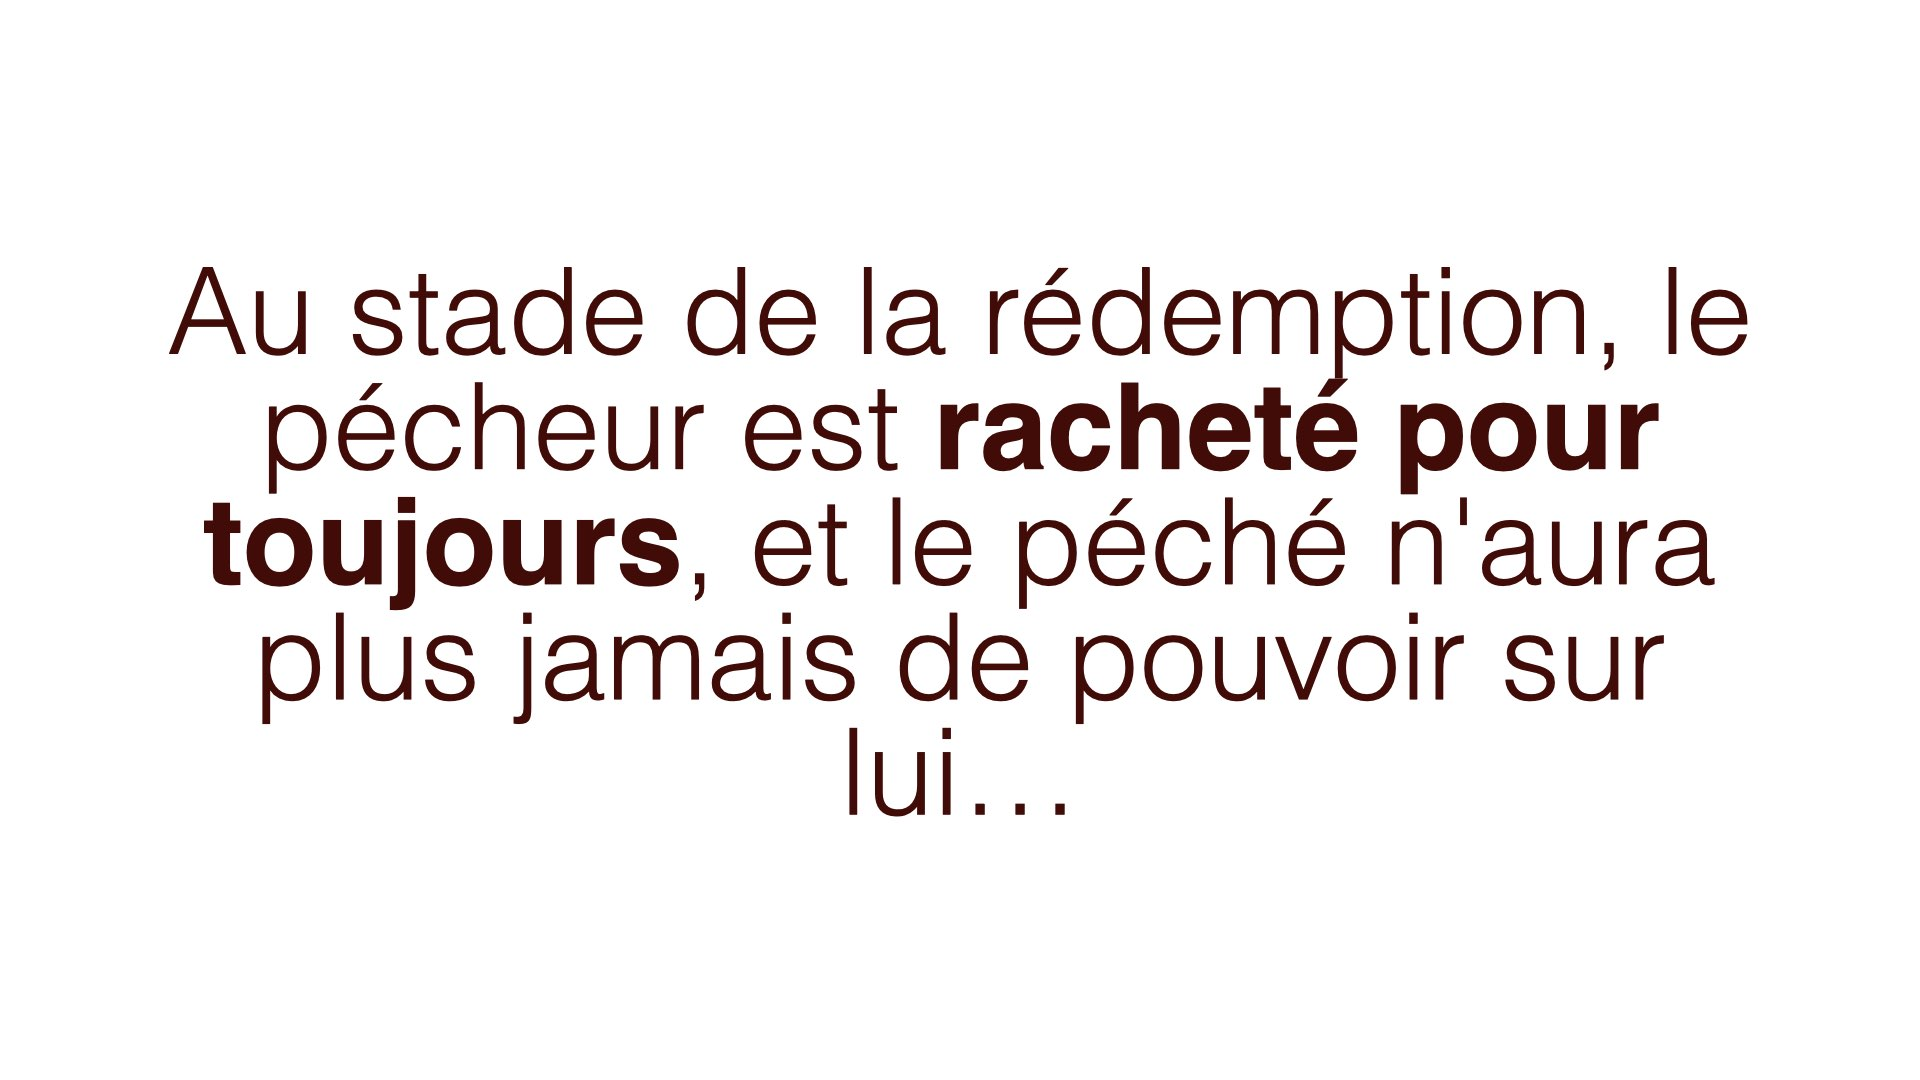 Au stade de la rédemption, le
pécheur est racheté pour
toujours, et le péché n'aura
plus jamais de pouvoir sur
lui…